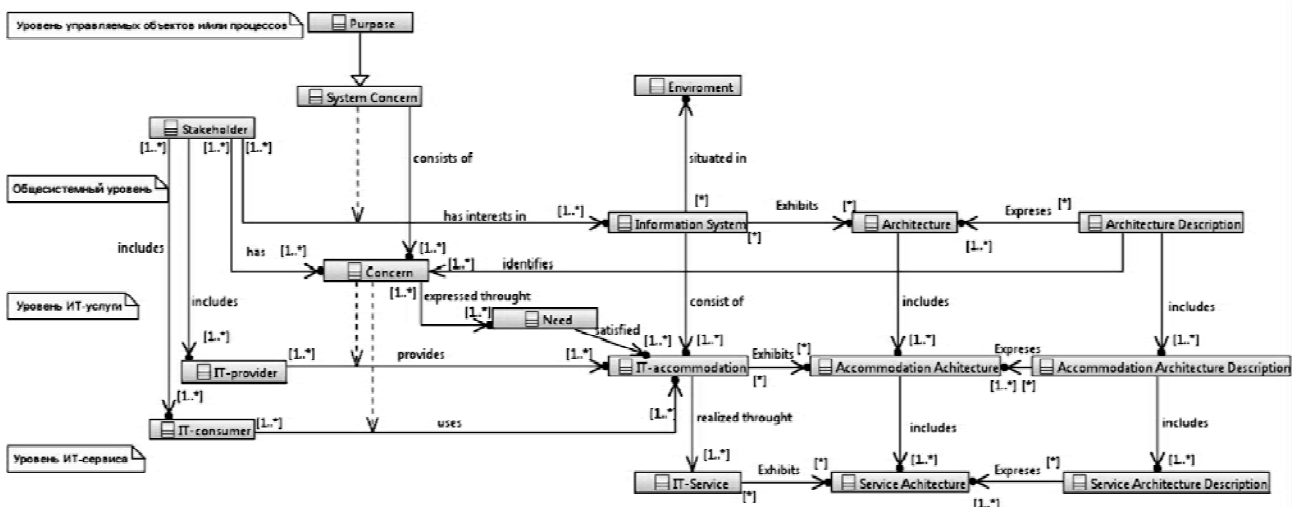 Уровень управляемых объектов и/или процессов
Purpose
System Concern
Enviroment
Stakeholder
[1..*] [1..*] [1..*] [1..*]
consists of
situated in
Общесистемный уровень
[*]
has interests in
[1..*]
Information System
[*]
Exhibits
[*]
Architecture
[1..*]
Expreses
[*]
Architecture Description
includes
has
[1..*]
[1..*]
Concern
[1..*]
identifies
[1..*]
expressed throught
Уровень ИТ-услуги
includes
consist of
includes
includes
[1..*]
Need
satisfied
[1..*]
[1..*]
[1..*]
[1..*]
[1..*]
IT-provider
[1..*]
provides
[1..*]
IT-accommodation
[*]
Exhibits
[*]
Accommodation Achitecture
[1..*]
Expreses
[*]
Accommodation Architecture Description
[1..*]
IT-consumer
[1..*]
uses
[1..*]
realized throught
includes
includes
Уровень ИТ-сервиса
[1..*]
[1..*]
[1..*]
IT-Service
[*]
Exhibits
[*]
Service Achitecture
[1..*]
Expreses
[*]
Service Architecture Description